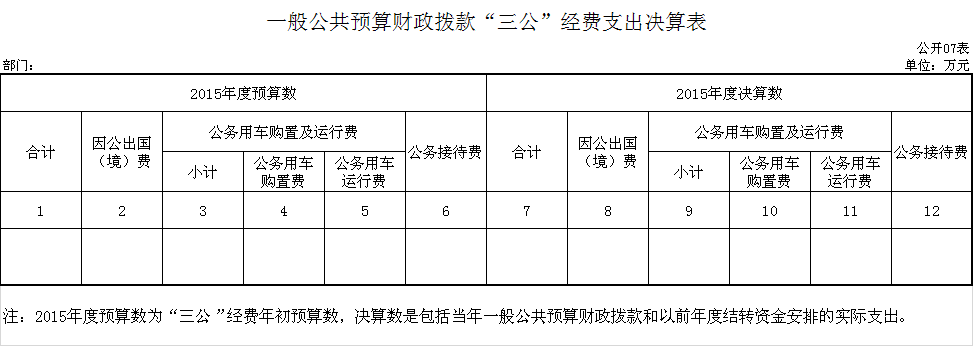 一般公共预算财政拨款“三公”经费支出决算表
公开07表
部门： 单位：万元
2015年度预算数 2015年度决算数
合计 因公出国（境）费 公务用车购置及运行费 公务接待费 合计 因公出国（境）费 公务用车购置及运行费 公务接待费
小计 公务用车购置费 公务用车运行费 小计 公务用车购置费 公务用车运行费
1 2 3 4 5 6 7 8 9 10 11 12
注：2015年度预算数为“三公”经费年初预算数，决算数是包括当年一般公共预算财政拨款和以前年度结转资金安排的实际支出。